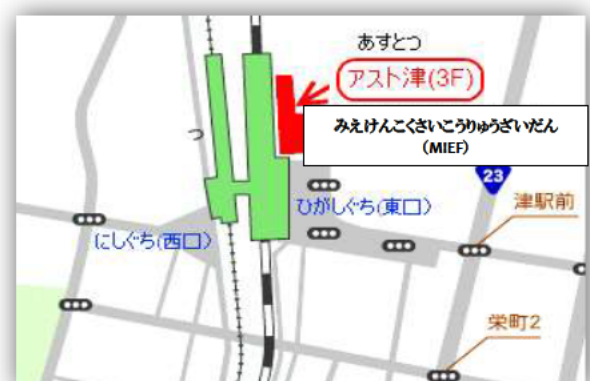 あすとつ
アスト津(3F)
みえけんこくさいこうりゅうざいだん
(MIEF)
つ
23
ひがしぐち(東口)
津駅前
にしぐち(西口)
栄町2